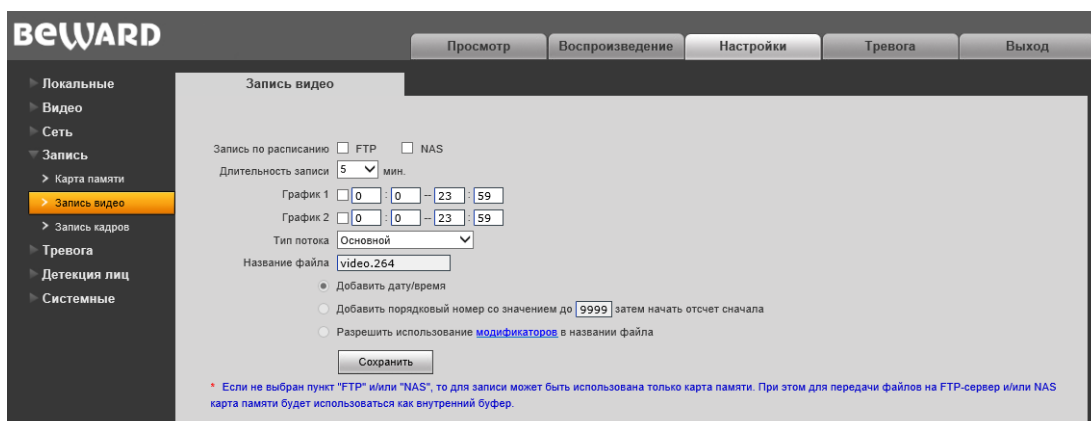 BEWARD
Просмотр
Воспроизведение
Настройки
Тревога
Выход
Локальные
Видео
Сеть
Запись
Карта памяти
Запись видео
Запись кадров
Тревога
Детекция лиц
Системные
Запись видео
Запись по расписанию FTP NAS
Длительность записи 5 мин.
График 1 0 : 0 – 23 : 59
График 2 0 : 0 – 23 : 59
Тип потока Основной
Название файла video.264
Добавить дату/время
Добавить порядковый номер со значением до 9999 затем начать отсчет сначала
Разрешить использование модификаторов в названии файла
Сохранить
* Если не выбран пункт "FTP" и/или "NAS", то для записи может быть использована только карта памяти. При этом для передачи файлов на FTP-сервер и/или NAS
карта памяти будет использоваться как внутренний буфер.